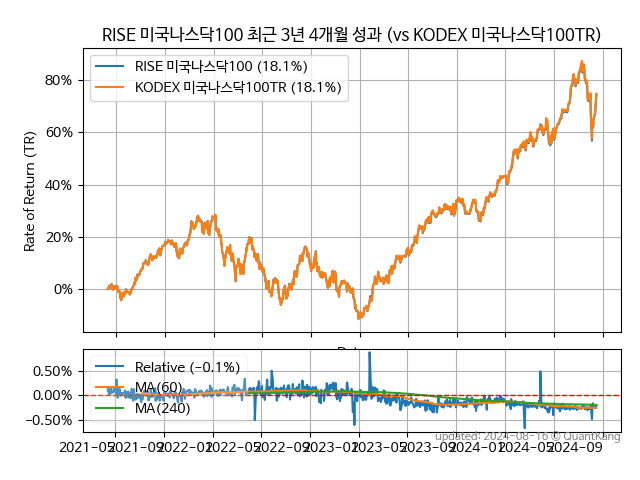 RISE 미국나스닥100 최근 3년 4개월 성과 (vs KODEX 미국나스닥100TR)
RISE 미국나스닥100 (18.1%)
KODEX 미국나스닥100TR (18.1%)
Rate of Return (TR)
80%
60%
40%
20%
0%
Relative (−0.1%)
MA(60)
MA(240)
0.50%
0.00%
−0.50%
2021−05 2021−09 2022−01 2022−05 2022−09 2023−01 2023−05 2023−09 2024−01 2024−05 2024−09
updated: 2024−08−16 © QuantKang